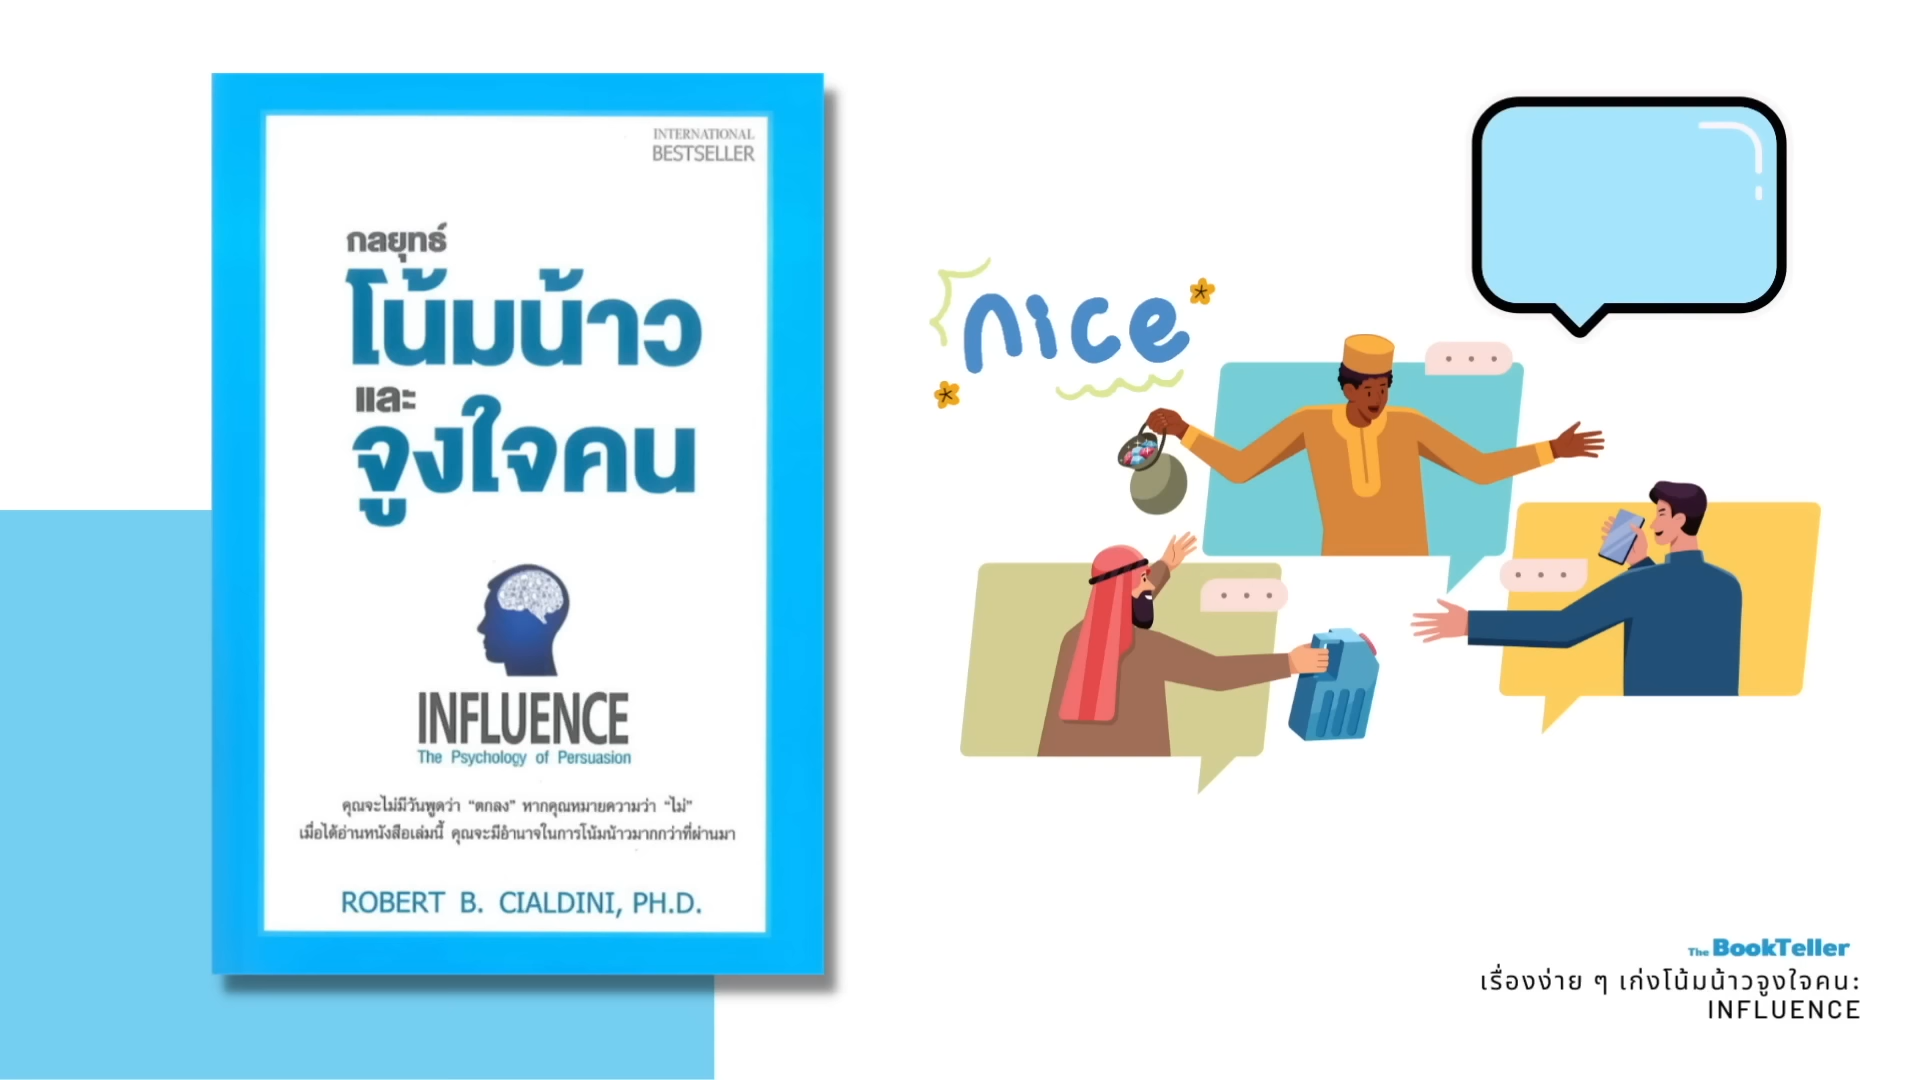 INTERNATIONAL
BESTSELLER
กลยุทธ์
โน้มน้าว
และ
จูงใจคน
INFLUENCE
The Psychology of Persuasion
คุณจะไม่มีวันพูดว่า “ตกลง” หากคุณหมายความว่า “ไม่”
เมื่อได้อ่านหนังสือเล่มนี้ คุณจะมีอำนาจในการโน้มน้าวมากกว่าที่ผ่านมา
ROBERT B. CIALDINI, PH.D.
nice
The BookTeller
เรื่องง่าย ๆ เก่งโน้มน้าวจูงใจคน:
INFLUENCE